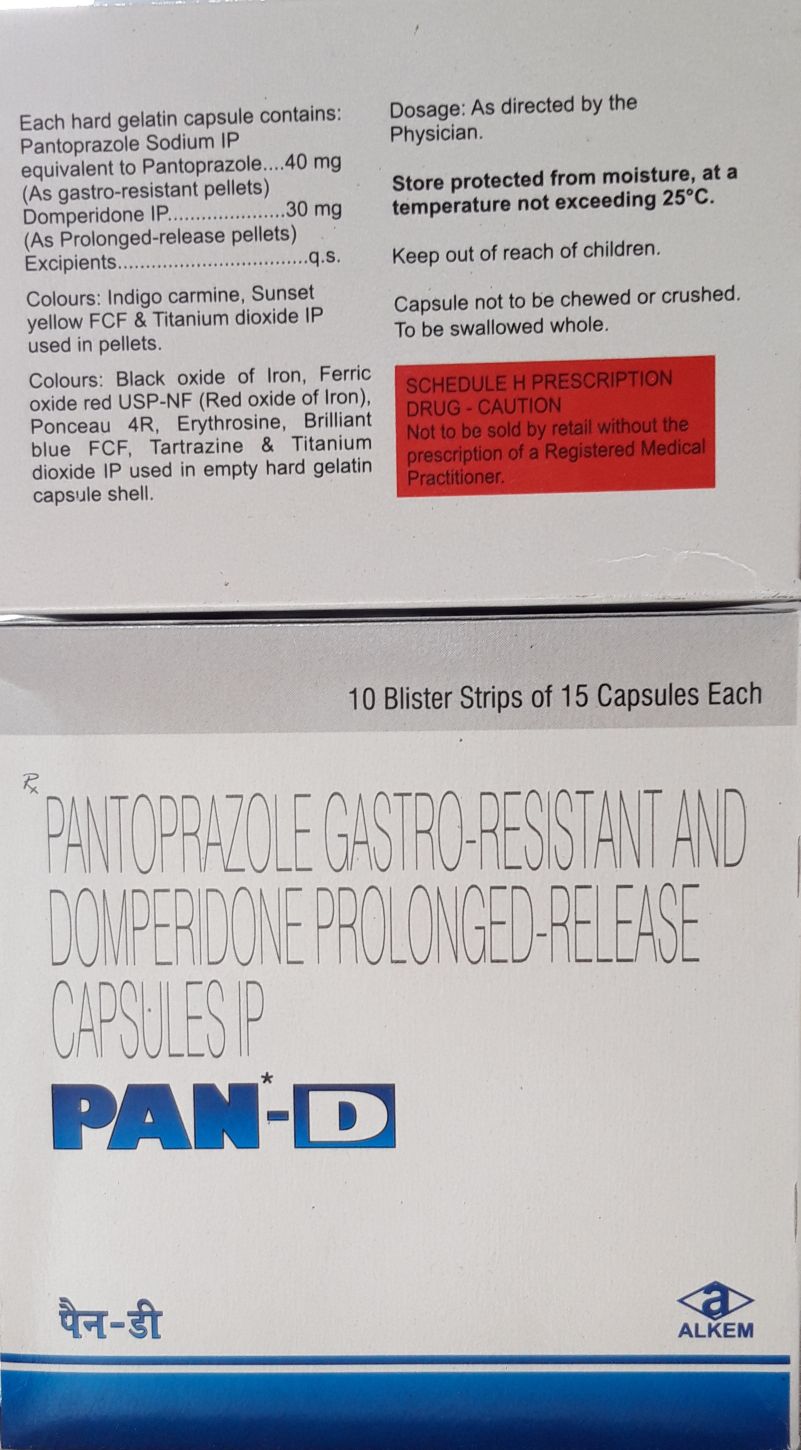 Each hard gelatin capsule contains:
Pantoprazole Sodium IP
equivalent to Pantoprazole....40 mg
(As gastro-resistant pellets)
Domperidone IP.....................30 mg
(As Prolonged-release pellets)
Excipients..................................q.s.
Colours: Indigo carmine, Sunset
yellow FCF & Titanium dioxide IP
used in pellets.
Colours: Black oxide of Iron, Ferric
oxide red USP-NF (Red oxide of Iron),
Ponceau 4R, Erythrosine, Brilliant
blue FCF, Tartrazine & Titanium
dioxide IP used in empty hard gelatin
capsule shell.
Dosage: As directed by the
Physician.
Store protected from moisture, at a
temperature not exceeding 25°C.
Keep out of reach of children.
Capsule not to be chewed or crushed.
To be swallowed whole.
SCHEDULE H PRESCRIPTION
DRUG - CAUTION
Not to be sold by retail without the
prescription of a Registered Medical
Practitioner.
10 Blister Strips of 15 Capsules Each
Rx
PANTOPRAZOLE GASTRO-RESISTANT AND
DOMPERIDONE PROLONGED-RELEASE
CAPSULES IP
PAN*-D
पैन-डी
a
ALKEM